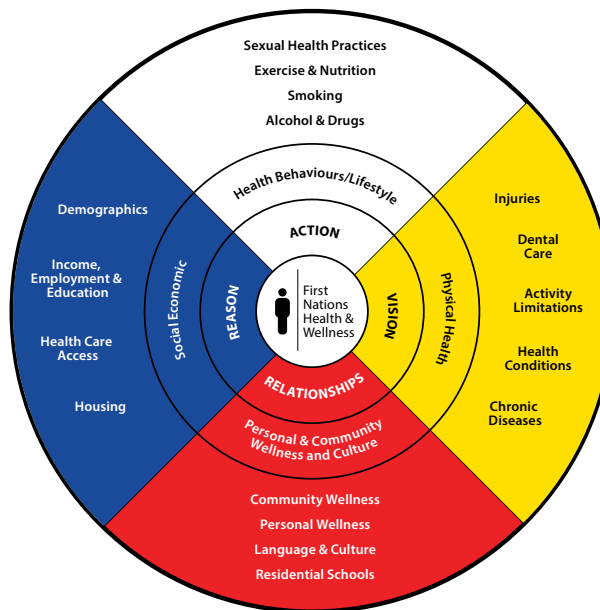 Sexual Health Practices
Exercise & Nutrition
Smoking
Alcohol & Drugs
Health Behaviours/Lifestyle
ACTION
Demographics
Income,
Employment &
Education
Health Care
Access
Housing
Social Economic
REASON
First
Nations
Health &
Wellness
VISION
Physical Health
Injuries
Dental
Care
Activity
Limitations
Health
Conditions
Chronic
Diseases
RELATIONSHIPS
Personal & Community
Wellness and Culture
Community Wellness
Personal Wellness
Language & Culture
Residential Schools